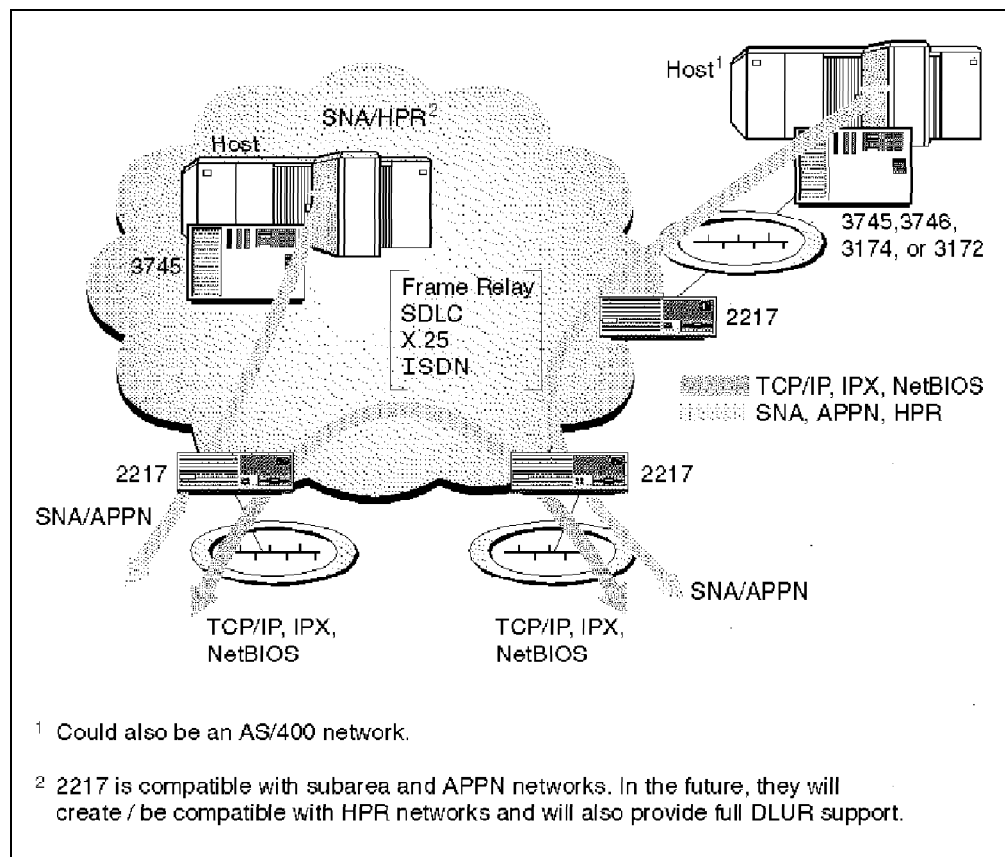 Host¹
SNA/HPR²
Host
3745
3745,3746,
3174, or 3172
Frame Relay
SDLC
X.25
ISDN
2217
TCP/IP, IPX, NetBIOS
SNA, APPN, HPR
2217
2217
SNA/APPN
SNA/APPN
TCP/IP, IPX,
NetBIOS
TCP/IP, IPX,
NetBIOS
¹ Could also be an AS/400 network.
² 2217 is compatible with subarea and APPN networks. In the future, they will
create / be compatible with HPR networks and will also provide full DLUR support.